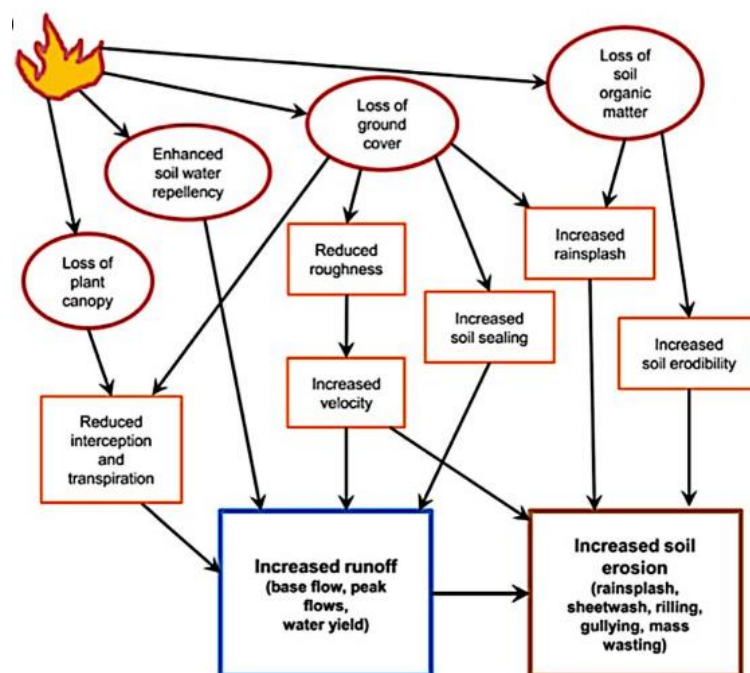 )
Loss of
soil
organic
matter
Loss of
ground
cover
Enhanced
soil water
repellency
Loss of
plant
canopy
Reduced
roughness
Increased
rainsplash
Increased
soil sealing
Increased
soil erodibility
Increased
velocity
Reduced
interception
and
transpiration
Increased runoff
(base flow, peak
flows,
water yield)
Increased soil
erosion
(rainsplash,
sheetwash, rilling,
gullying, mass
wasting)